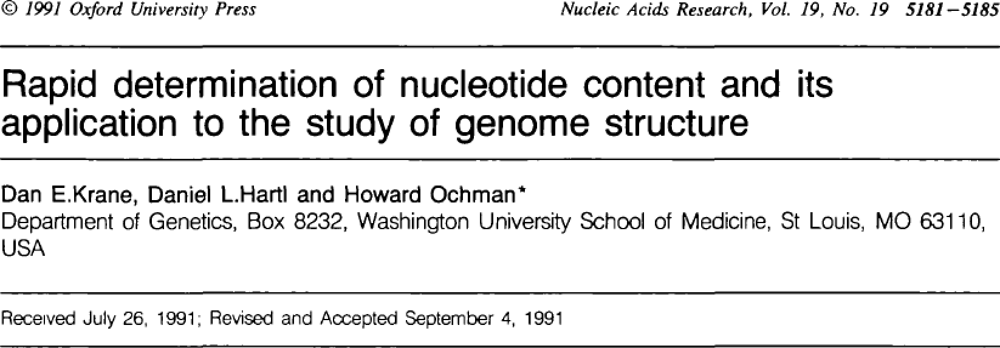 © 1991 Oxford University Press Nucleic Acids Research, Vol. 19, No. 19 5181–5185
Rapid determination of nucleotide content and its
application to the study of genome structure
Dan E.Krane, Daniel L.Hartl and Howard Ochman*
Department of Genetics, Box 8232, Washington University School of Medicine, St Louis, MO 63110,
USA
Received July 26, 1991; Revised and Accepted September 4, 1991